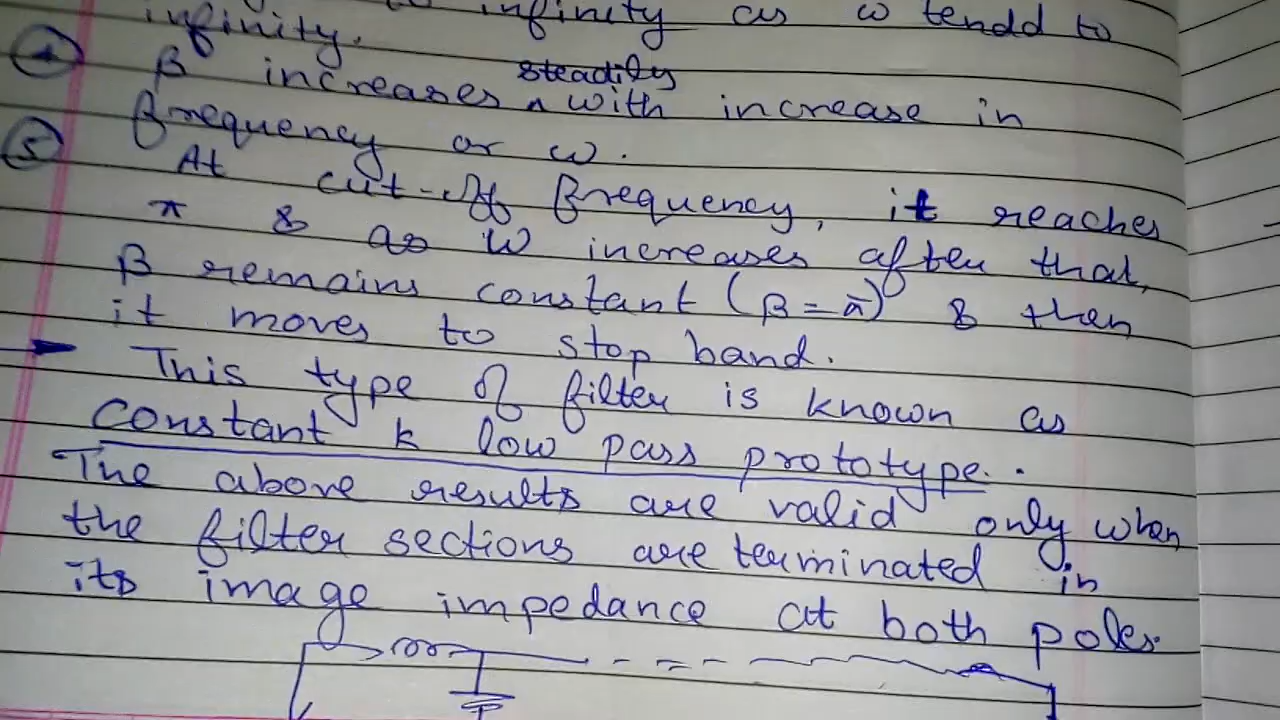 to infinity as ω tendd to
infinity.
④ β increases steadily with increase in
frequency or ω.
⑤ At cut-off frequency, it reaches
π & as ω increases after that,
β remains constant (β = π) & then
it moves to stop band.
→ This type of filter is known as
constant k low pass prototype.
The above results are valid only when
the filter sections are terminated in
its image impedance at both poles.